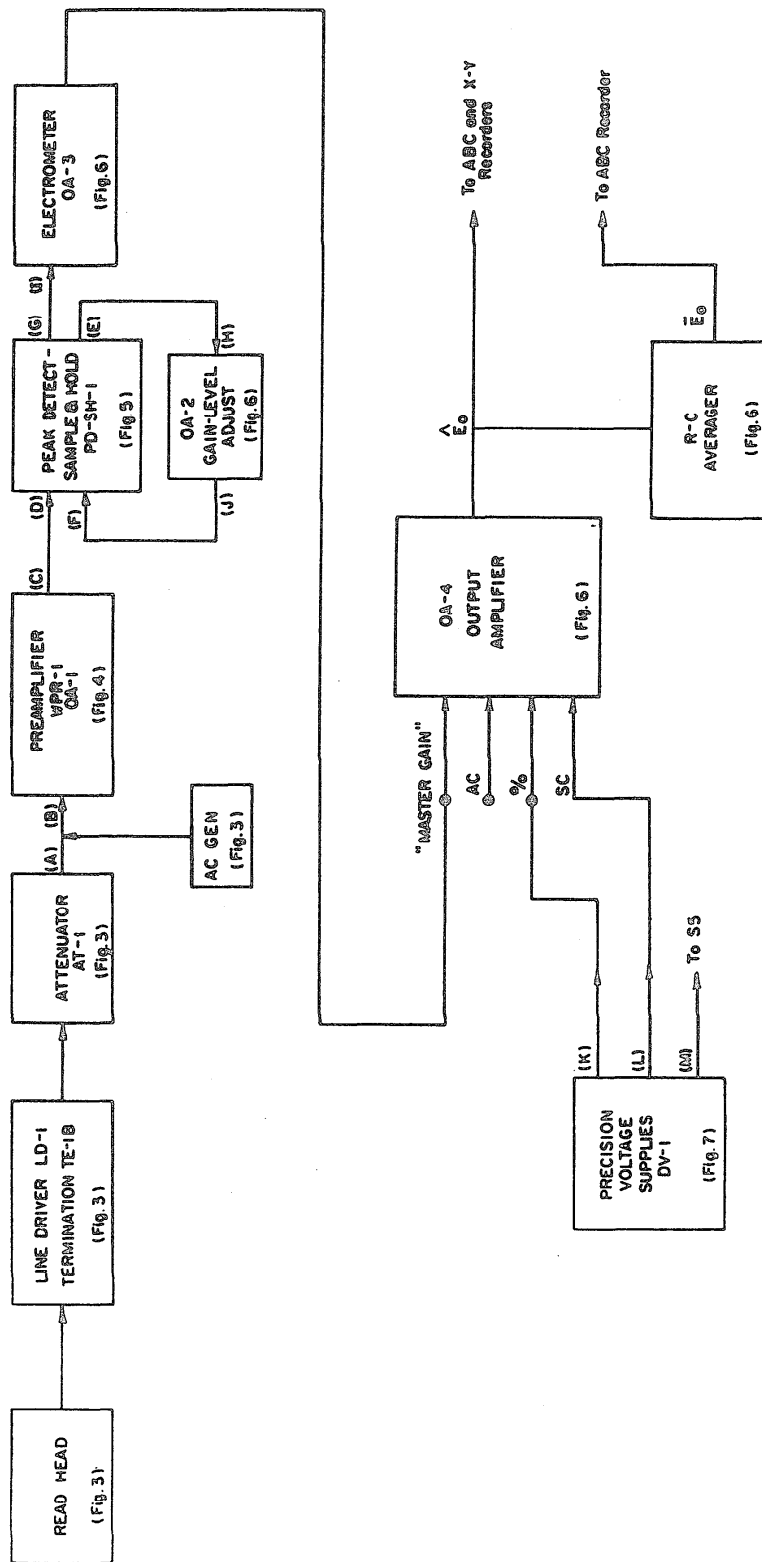 READ HEAD
(Fig. 3)
LINE DRIVER LD-1
TERMINATION TE-1B
(Fig. 3)
ATTENUATOR
AT-1
(Fig. 3)
(A)
(B)
AC GEN
(Fig. 3)
PREAMPLIFIER
WPR-1
OA-1
(Fig. 4)
(C)
(D)
(F)
PEAK DETECT-
SAMPLE & HOLD
PD-SH-1
(Fig 5)
(G)
(E)
(I)
(J)
(H)
OA-2
GAIN-LEVEL
ADJUST
(Fig. 6)
ELECTROMETER
OA-3
(Fig. 6)
"MASTER GAIN"
AC
%
SC
OA-4
OUTPUT
AMPLIFIER
(Fig. 6)
^
E0
To ABC and X-Y
Recorders
R-C
AVERAGER
(Fig. 6)
Ē0
To ABC Recorder
PRECISION
VOLTAGE
SUPPLIES
DV-1
(Fig. 7)
(K)
(L)
(M)
To S3